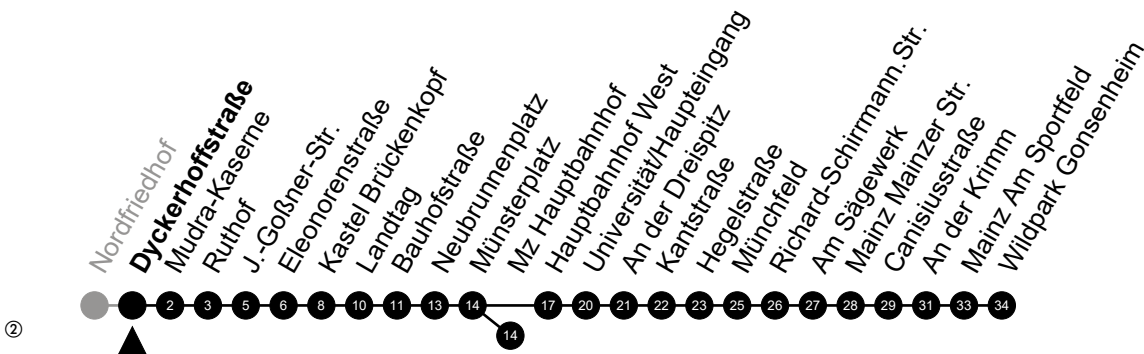 Nordfriedhof
Dyckerhoffstraße
Mudra-Kaserne
Ruthof
J.-Goßner-Str.
Eleonorenstraße
Kastel Brückenkopf
Landtag
Bauhofstraße
Neubrunnenplatz
Münsterplatz
Mz Hauptbahnhof
Hauptbahnhof West
Universität/Haupteingang
An der Dreispitz
Kantstraße
Hegelstraße
Münchfeld
Richard-Schirrmann.Str.
Am Sägewerk
Mainz Mainzer Str.
Canisiusstraße
An der Krimm
Mainz Am Sportfeld
Wildpark Gonsenheim
2 3 5 6 8 10 11 13 14 17 20 21 22 23 25 26 27 28 29 31 33 34
14
②